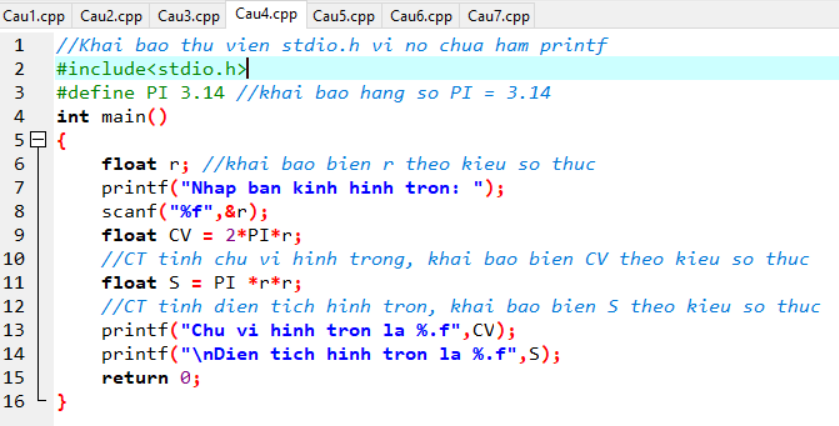 Cau1.cpp Cau2.cpp Cau3.cpp Cau4.cpp Cau5.cpp Cau6.cpp Cau7.cpp
1 //Khai bao thu vien stdio.h vi no chua ham printf
2 #include<stdio.h>
3 #define PI 3.14 //khai bao hang so PI = 3.14
4 int main()
5 {
6 float r; //khai bao bien r theo kieu so thuc
7 printf("Nhap ban kinh hinh tron: ");
8 scanf("%f",&r);
9 float CV = 2*PI*r;
10 //CT tinh chu vi hinh trong, khai bao bien CV theo kieu so thuc
11 float S = PI *r*r;
12 //CT tinh dien tich hinh tron, khai bao bien S theo kieu so thuc
13 printf("Chu vi hinh tron la %.f",CV);
14 printf("\nDien tich hinh tron la %.f",S);
15 return 0;
16 }